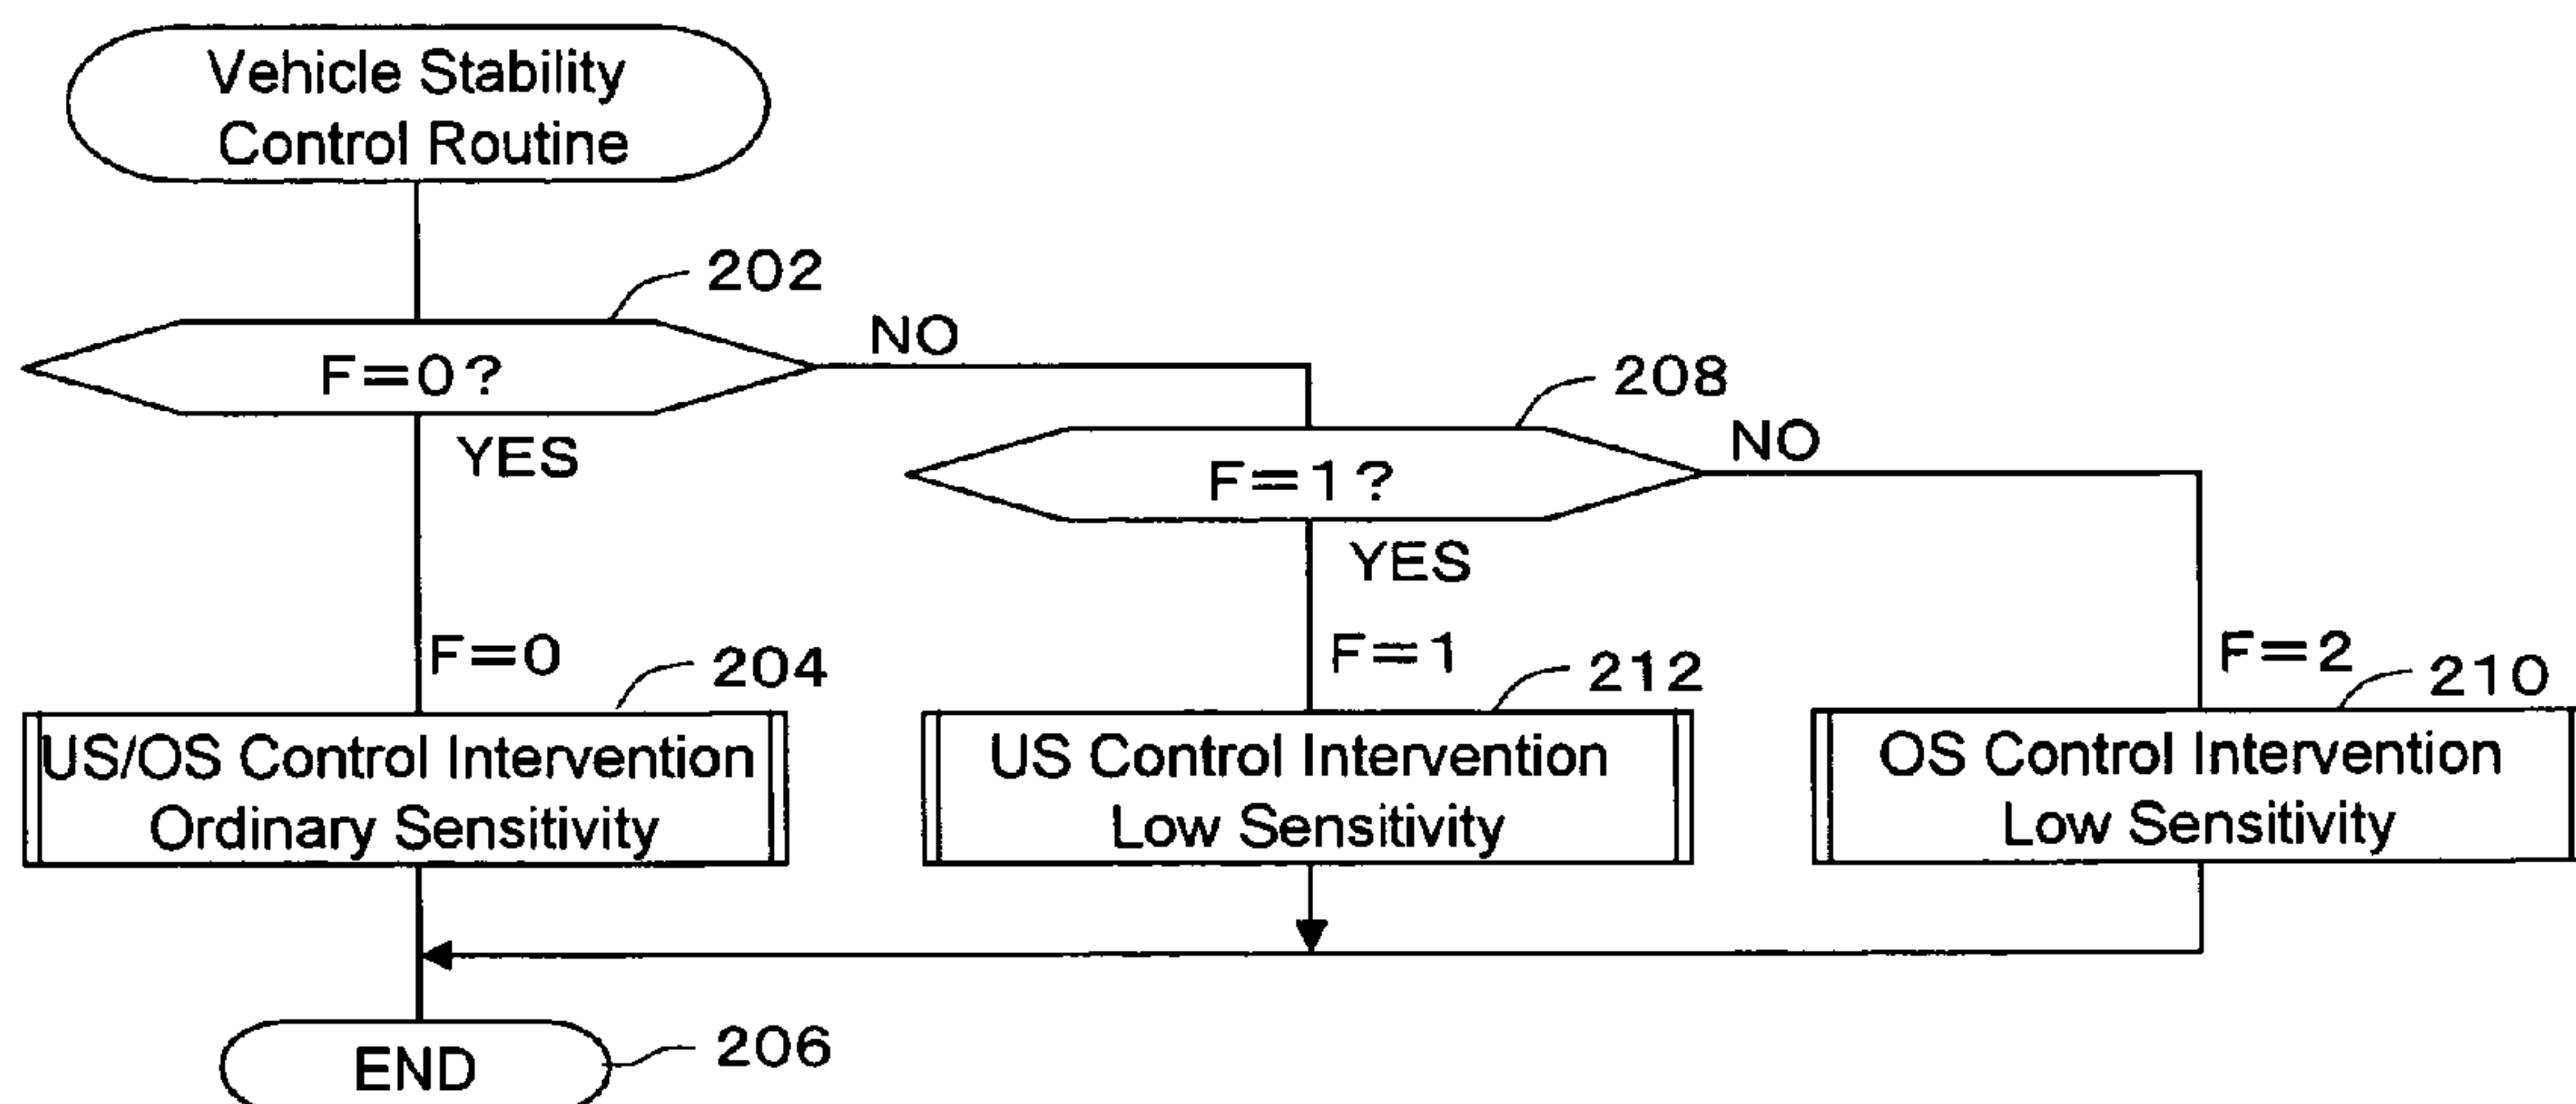 Vehicle Stability
Control Routine
202
F=0?
NO
YES
208
F=1?
NO
YES
F=0
204
F=1
212
F=2
210
US/OS Control Intervention
Ordinary Sensitivity
US Control Intervention
Low Sensitivity
OS Control Intervention
Low Sensitivity
END
206